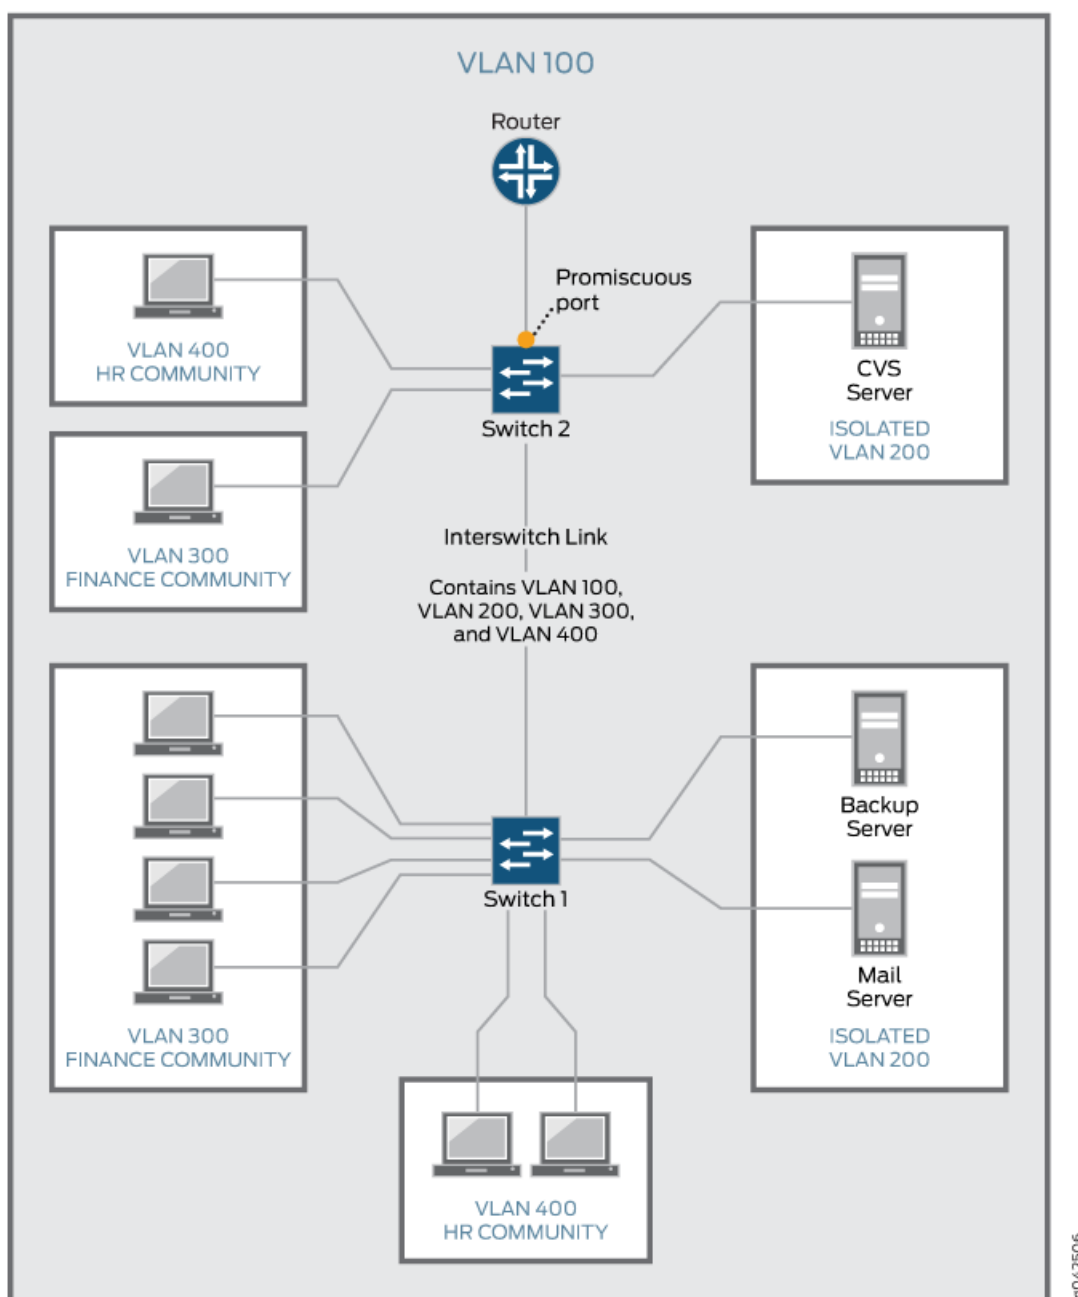 VLAN 100
Router
Promiscuous
port
VLAN 400
HR COMMUNITY
CVS
Server
ISOLATED
VLAN 200
Switch 2
VLAN 300
FINANCE COMMUNITY
Interswitch Link
Contains VLAN 100,
VLAN 200, VLAN 300,
and VLAN 400
Backup
Server
Switch 1
Mail
Server
VLAN 300
FINANCE COMMUNITY
ISOLATED
VLAN 200
VLAN 400
HR COMMUNITY